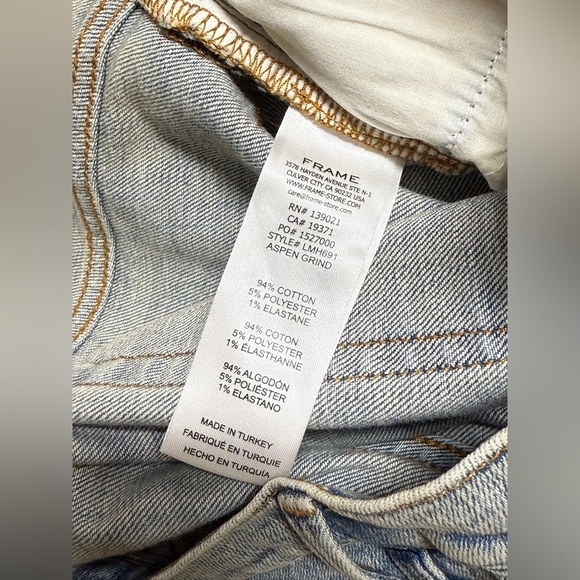 FRAME
3578 HAYDEN AVENUE STE N-1
CULVER CITY CA 90232 USA
WWW.FRAME-STORE.COM
care@frame-store.com
RN# 139021
CA# 19371
PO# 1527000
STYLE# LMH691
ASPEN GRIND
94% COTTON
5% POLYESTER
1% ELASTANE
94% COTON
5% POLYESTER
1% ÉLASTHANNE
94% ALGODÓN
5% POLIÉSTER
1% ELASTANO
MADE IN TURKEY
FABRIQUÉ EN TURQUIE
HECHO EN TURQUÍA